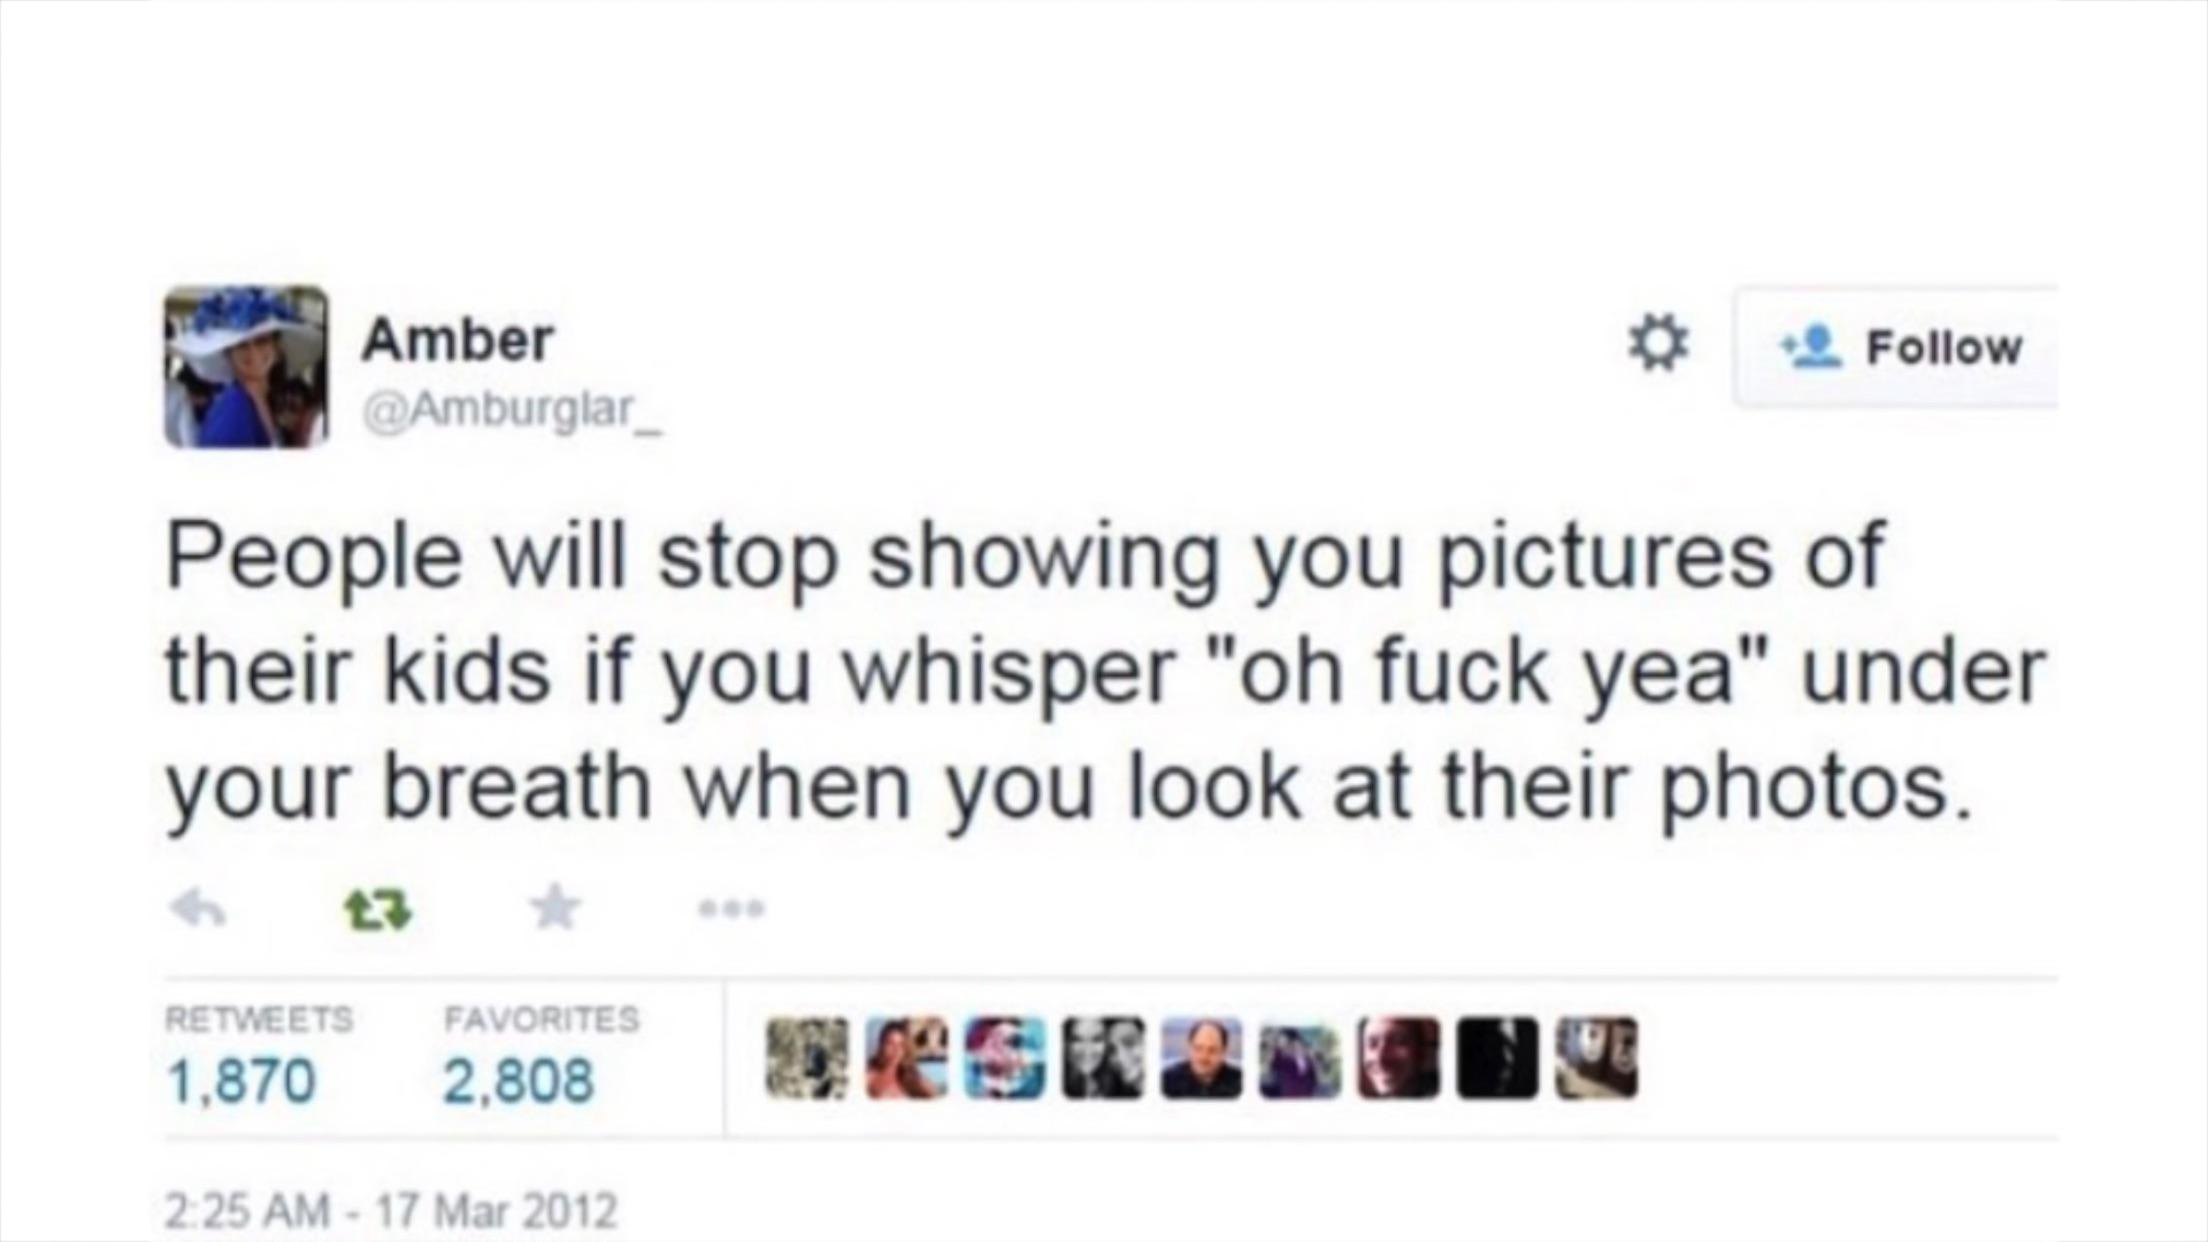 Amber
@Amburglar_
Follow
People will stop showing you pictures of
their kids if you whisper "oh fuck yea" under
your breath when you look at their photos.
RETWEETS FAVORITES
1,870 2,808
2:25 AM - 17 Mar 2012